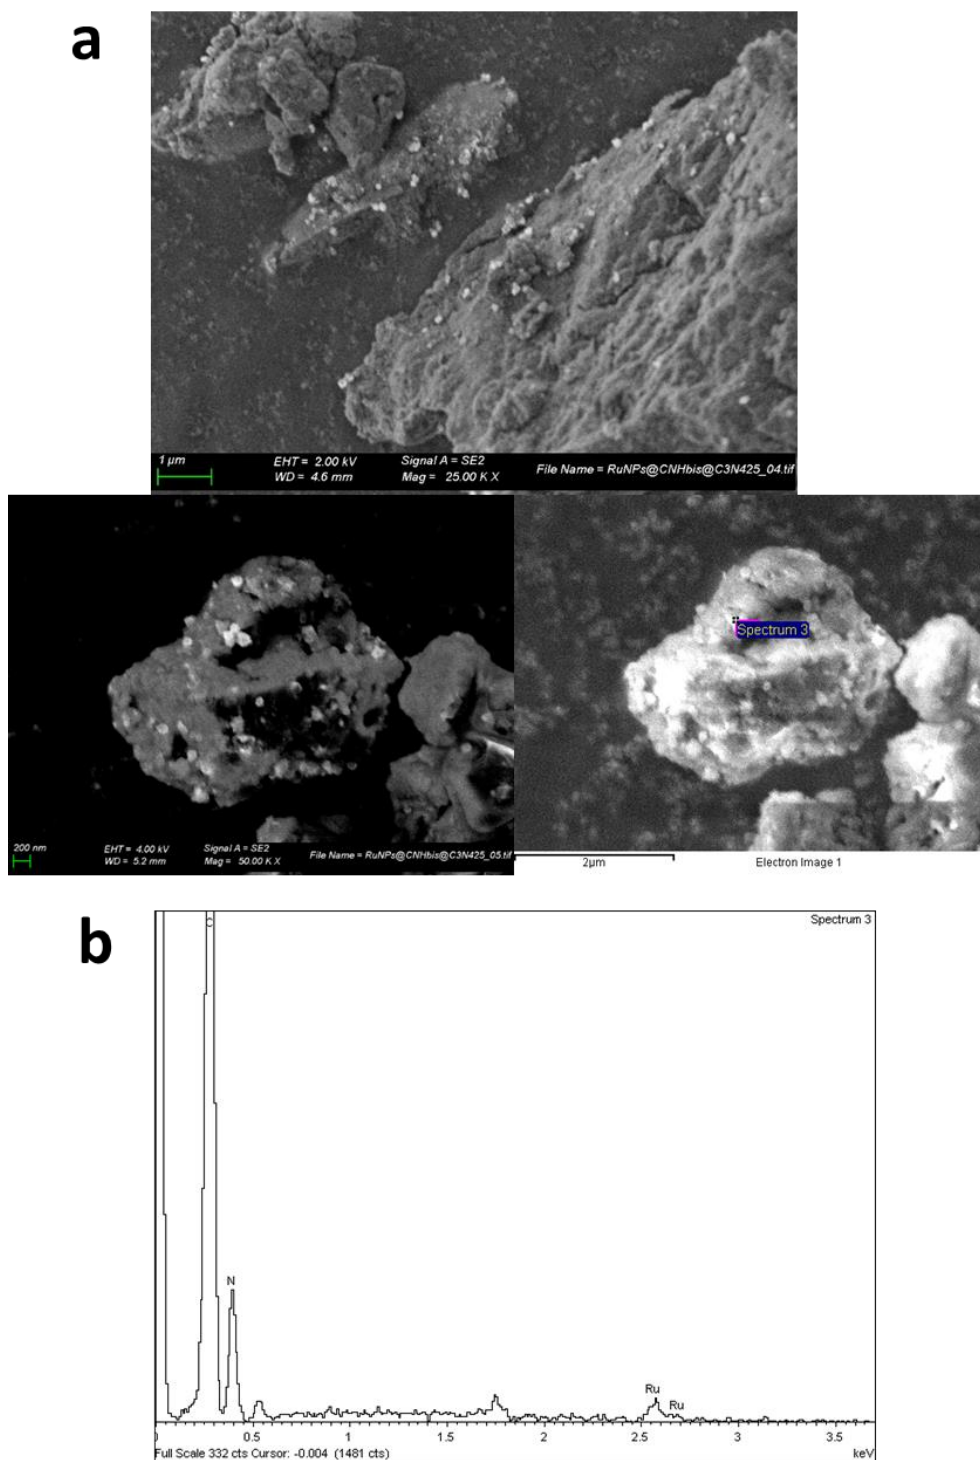 a
1 µm
EHT = 2.00 kV
WD = 4.6 mm
Signal A = SE2
Mag = 25.00 K X
File Name = RuNPs@CNHbis@C3N425_04.tif
200 nm
EHT = 4.00 kV
WD = 5.2 mm
Signal A = SE2
Mag = 50.00 K X
File Name = RuNPs@CNHbis@C3N425_05.tif
Spectrum 3
2µm
Electron Image 1
b
Spectrum 3
C
N
Ru
Ru
0 0.5 1 1.5 2 2.5 3 3.5
Full Scale 332 cts Cursor: -0.004 (1481 cts)
keV